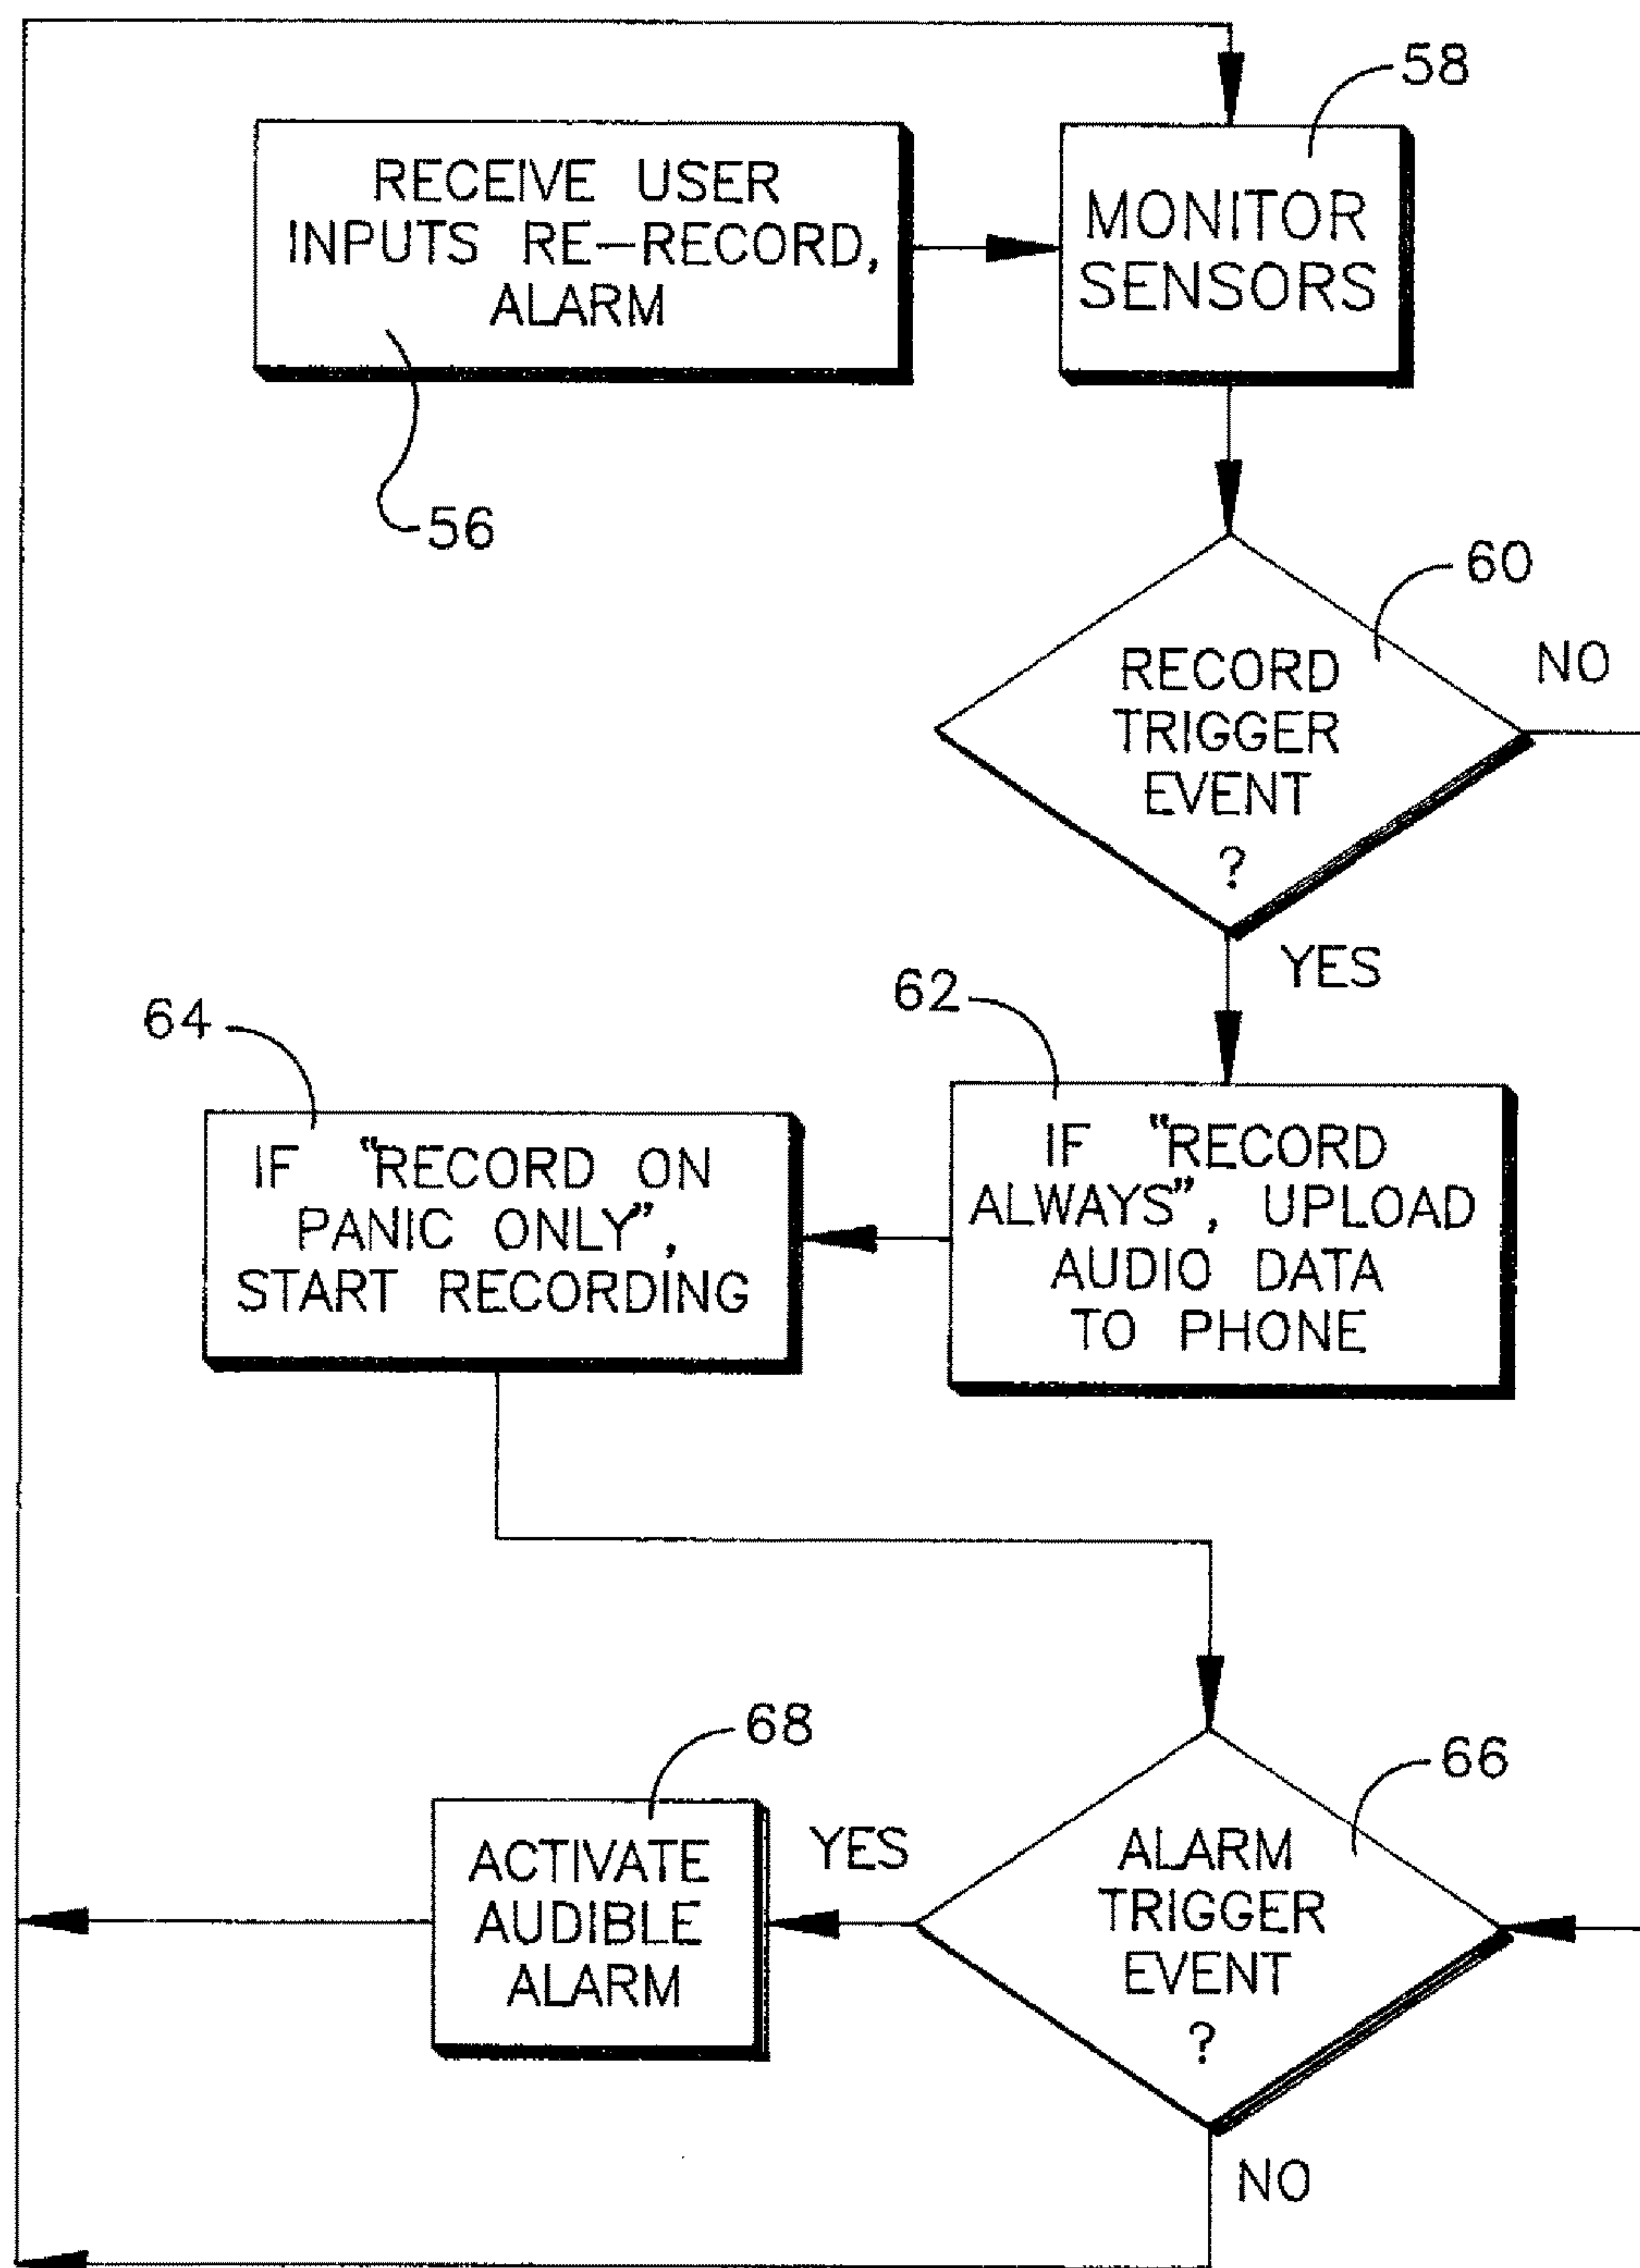 58
RECEIVE USER
INPUTS RE-RECORD,
ALARM
MONITOR
SENSORS
56
60
NO
RECORD
TRIGGER
EVENT
?
YES
62
64
IF "RECORD
ALWAYS", UPLOAD
AUDIO DATA
TO PHONE
IF "RECORD ON
PANIC ONLY",
START RECORDING
68
66
YES
ACTIVATE
AUDIBLE
ALARM
ALARM
TRIGGER
EVENT
?
NO